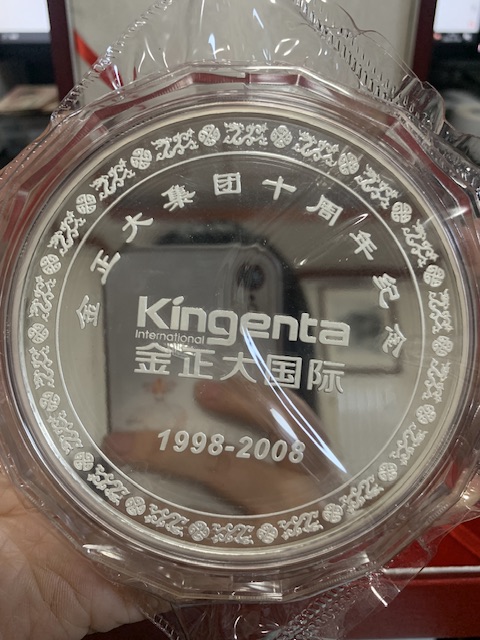 金正大集团十周年纪念
Kingenta
International
金正大国际
1998-2008